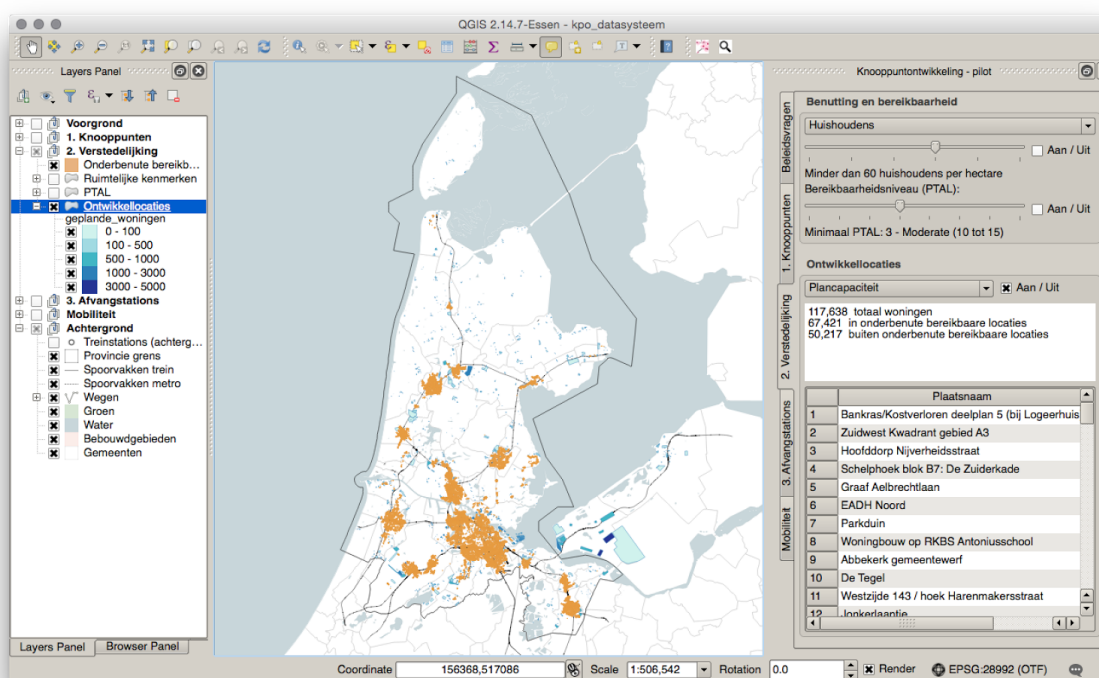 QGIS 2.14.7-Essen - kpo_datasysteem
Layers Panel
Voorgrond
1. Knooppunten
2. Verstedelijking
Onderbenute bereikb...
Ruimtelijke kenmerken
PTAL
Ontwikkellocaties
geplande_woningen
0 - 100
100 - 500
500 - 1000
1000 - 3000
3000 - 5000
3. Afvangstations
Mobiliteit
Achtergrond
Treinstations (achterg...
Provincie grens
Spoorvakken trein
Spoorvakken metro
Wegen
Groen
Water
Bebouwdgebieden
Gemeenten
Layers Panel
Browser Panel
Knooppuntontwikkeling - pilot
Beleidsvragen
1. Knooppunten
2. Verstedelijking
3. Afvangstations
Mobiliteit
Benutting en bereikbaarheid
Huishoudens
Aan / Uit
Minder dan 60 huishoudens per hectare
Bereikbaarheidsniveau (PTAL):
Aan / Uit
Minimaal PTAL: 3 - Moderate (10 tot 15)
Ontwikkellocaties
Plancapaciteit
Aan / Uit
117,638 totaal woningen
67,421 in onderbenute bereikbare locaties
50,217 buiten onderbenute bereikbare locaties
Plaatsnaam
1 Bankras/Kostverloren deelplan 5 (bij Logeerhuis
2 Zuidwest Kwadrant gebied A3
3 Hoofddorp Nijverheidsstraat
4 Schelphoek blok B7: De Zuiderkade
5 Graaf Aelbrechtlaan
6 EADH Noord
7 Parkduin
8 Woningbouw op RKBS Antoniusschool
9 Abbekerk gemeentewerf
10 De Tegel
11 Westzijde 143 / hoek Harenmakersstraat
12 Jonkerlaantje
Coordinate 156368,517086 Scale 1:506,542 Rotation 0.0 Render EPSG:28992 (OTF)